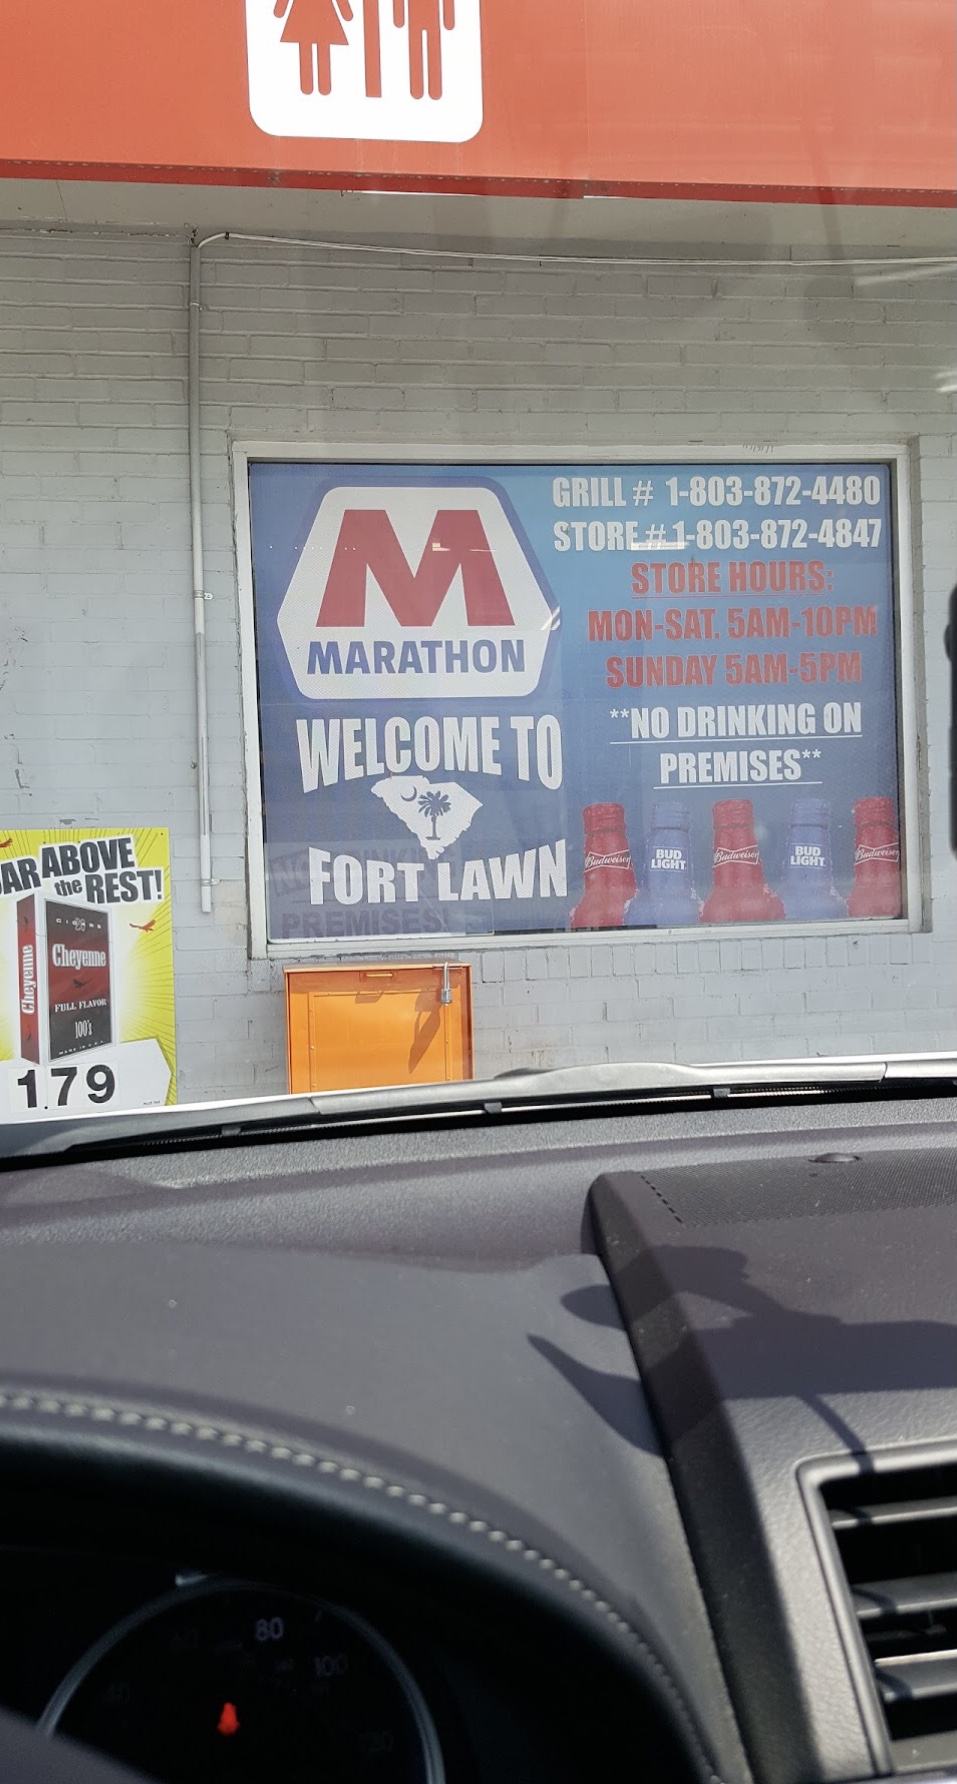 GRILL # 1-803-872-4480
STORE # 1-803-872-4847
STORE HOURS:
MON-SAT. 5AM-10PM
SUNDAY 5AM-5PM
**NO DRINKING ON
PREMISES**
M
MARATHON
WELCOME TO
FORT LAWN
PREMISES!
Budweiser
BUD
LIGHT
Budweiser
BUD
LIGHT
Budweiser
ABOVE
the REST!
Cheyenne
Cheyenne
FULL FLAVOR
100's
1.79
80
100